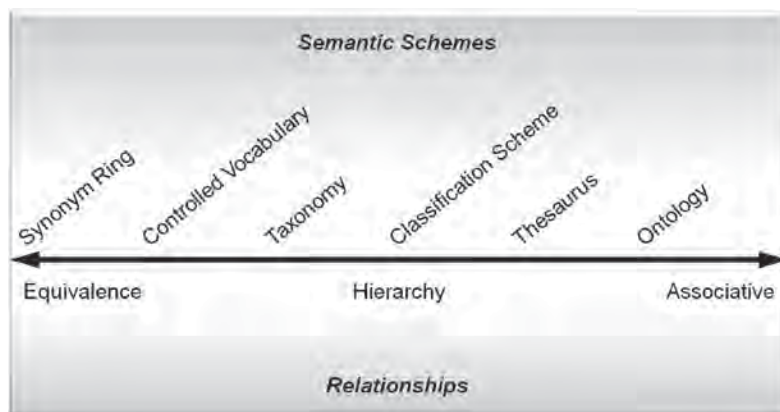 Semantic Schemes
Synonym Ring
Controlled Vocabulary
Taxonomy
Classification Scheme
Thesaurus
Ontology
Equivalence Hierarchy Associative
Relationships